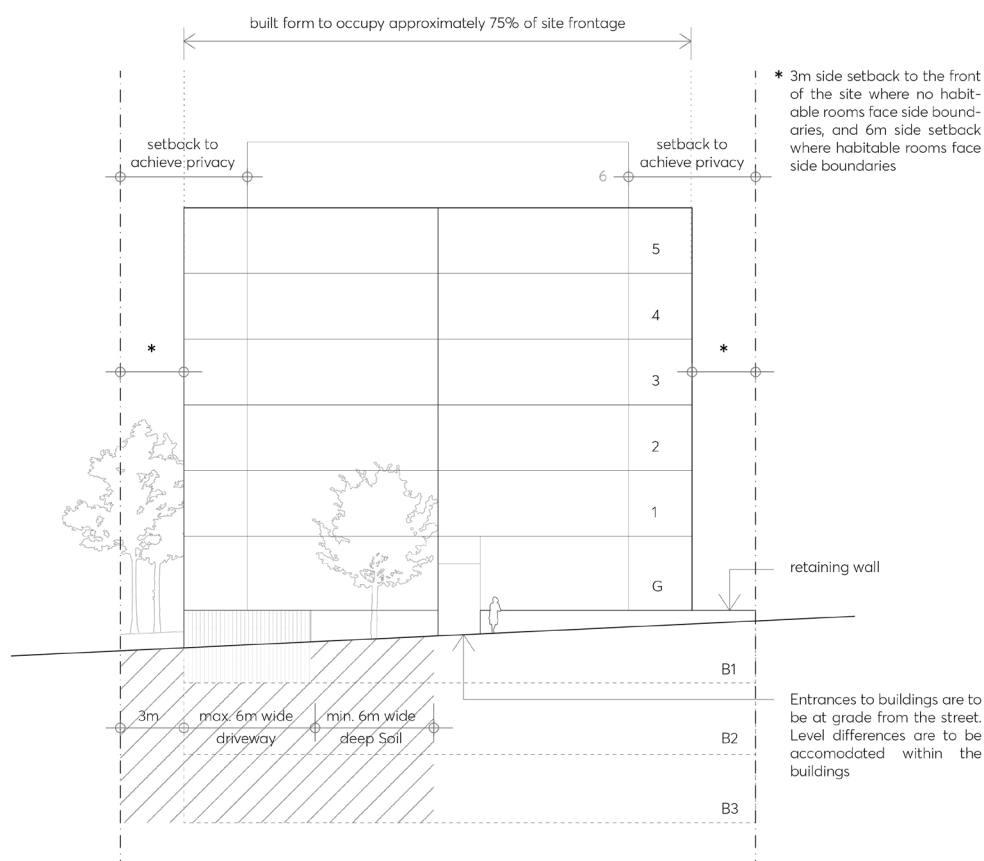 built form to occupy approximately 75% of site frontage
* 3m side setback to the front
of the site where no habit-
able rooms face side bound-
aries, and 6m side setback
where habitable rooms face
side boundaries
setback to
achieve privacy
setback to
achieve privacy
6
5
4
*
*
3
2
1
retaining wall
G
B1
Entrances to buildings are to
be at grade from the street.
Level differences are to be
accomodated within the
buildings
3m
max. 6m wide
driveway
min. 6m wide
deep Soil
B2
B3